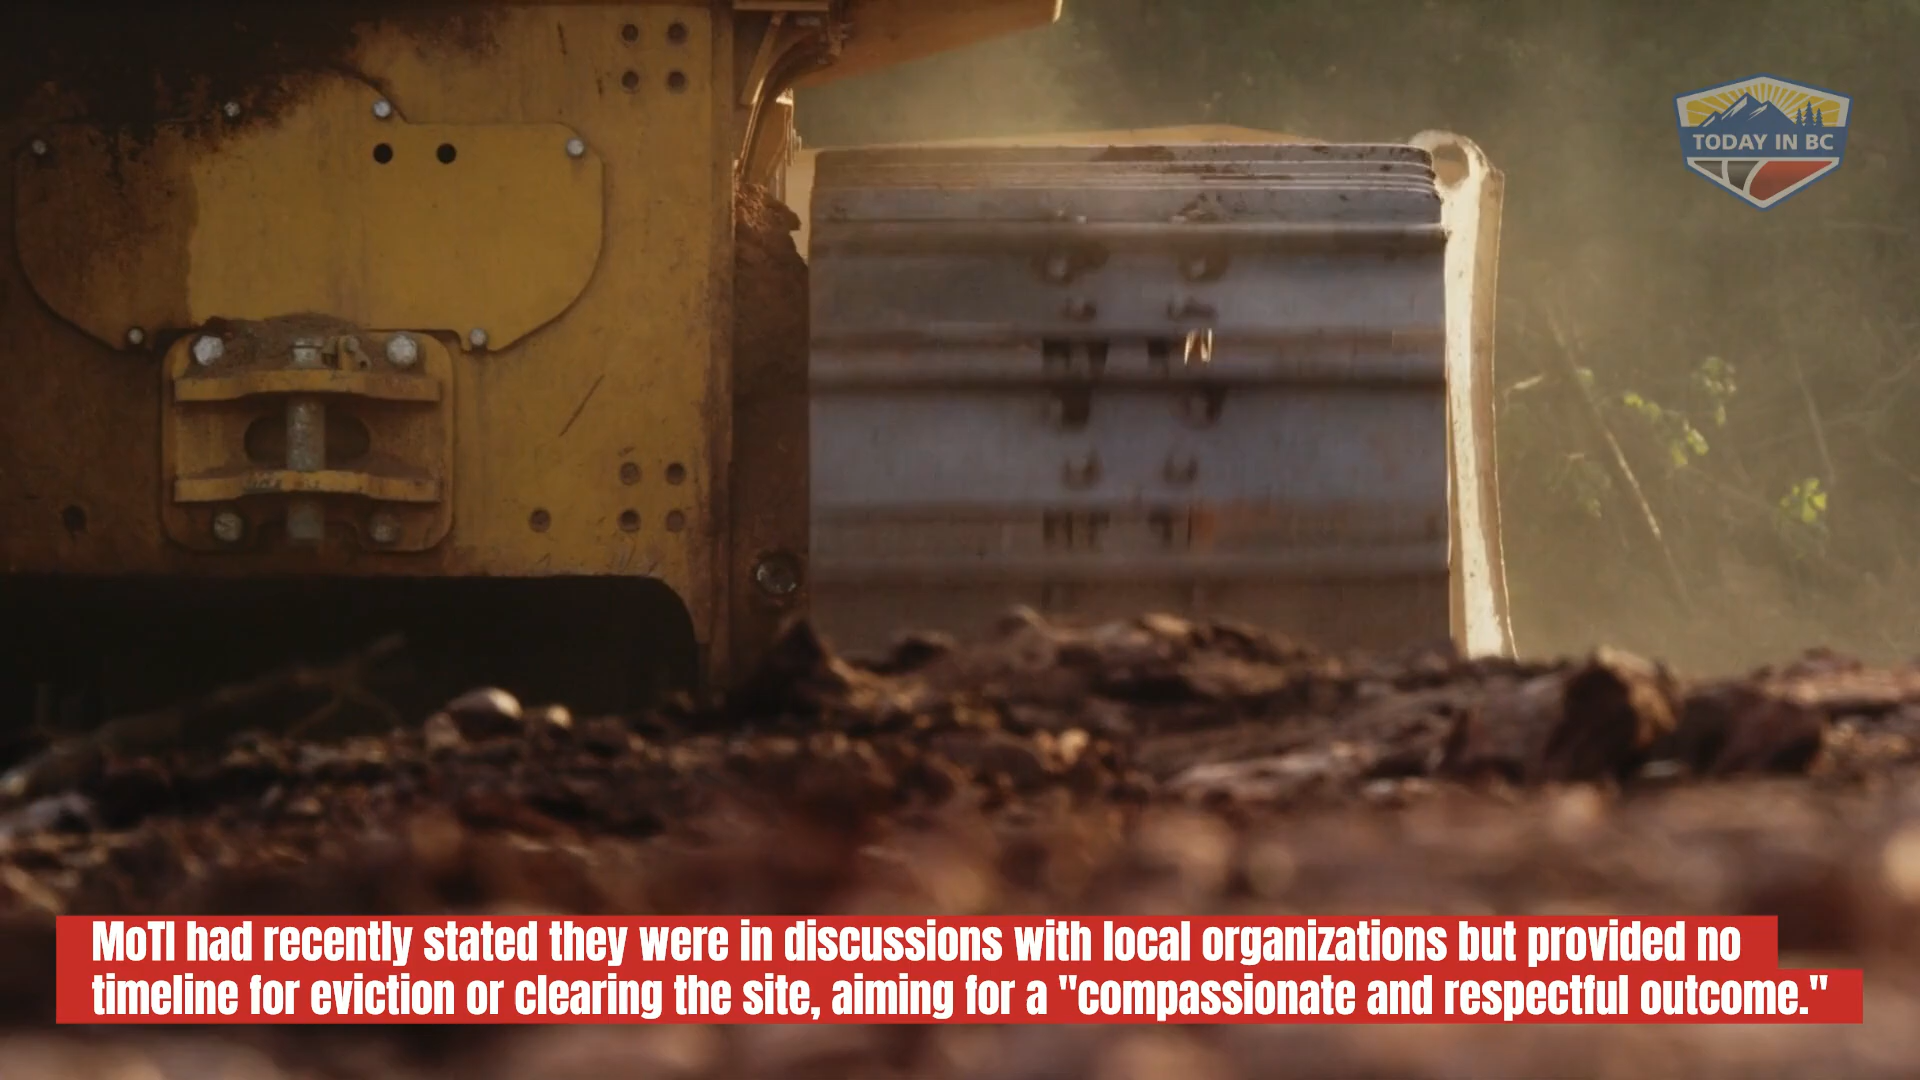 TODAY IN BC
MoTI had recently stated they were in discussions with local organizations but provided no
timeline for eviction or clearing the site, aiming for a "compassionate and respectful outcome."